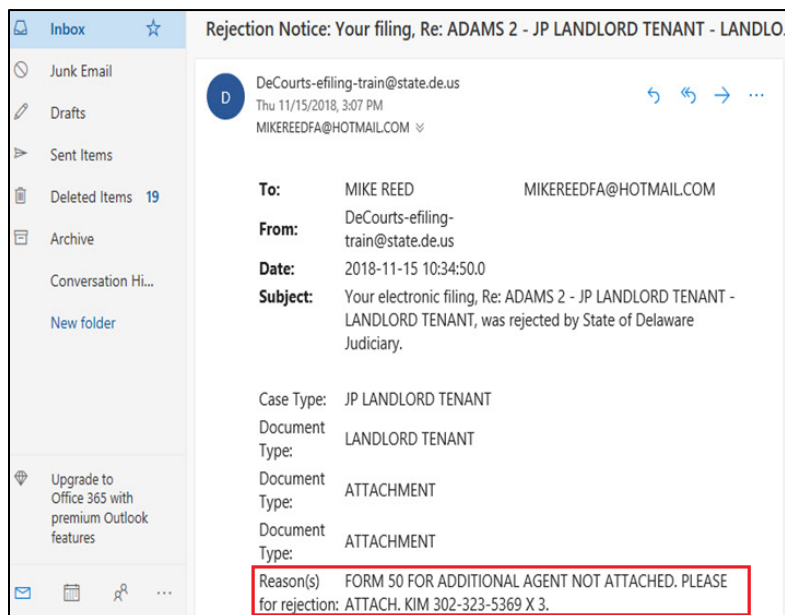 Inbox
Junk Email
Drafts
Sent Items
Deleted Items 19
Archive
Conversation Hi...
New folder
Upgrade to
Office 365 with
premium Outlook
features
Rejection Notice: Your filing, Re: ADAMS 2 - JP LANDLORD TENANT - LANDLO.
D
DeCourts-efiling-train@state.de.us
Thu 11/15/2018, 3:07 PM
MIKEREEDFA@HOTMAIL.COM
To: MIKE REED MIKEREEDFA@HOTMAIL.COM
From: DeCourts-efiling-
train@state.de.us
Date: 2018-11-15 10:34:50.0
Subject: Your electronic filing, Re: ADAMS 2 - JP LANDLORD TENANT -
LANDLORD TENANT, was rejected by State of Delaware
Judiciary.
Case Type: JP LANDLORD TENANT
Document
Type: LANDLORD TENANT
Document
Type: ATTACHMENT
Document
Type: ATTACHMENT
Reason(s) FORM 50 FOR ADDITIONAL AGENT NOT ATTACHED. PLEASE
for rejection: ATTACH. KIM 302-323-5369 X 3.